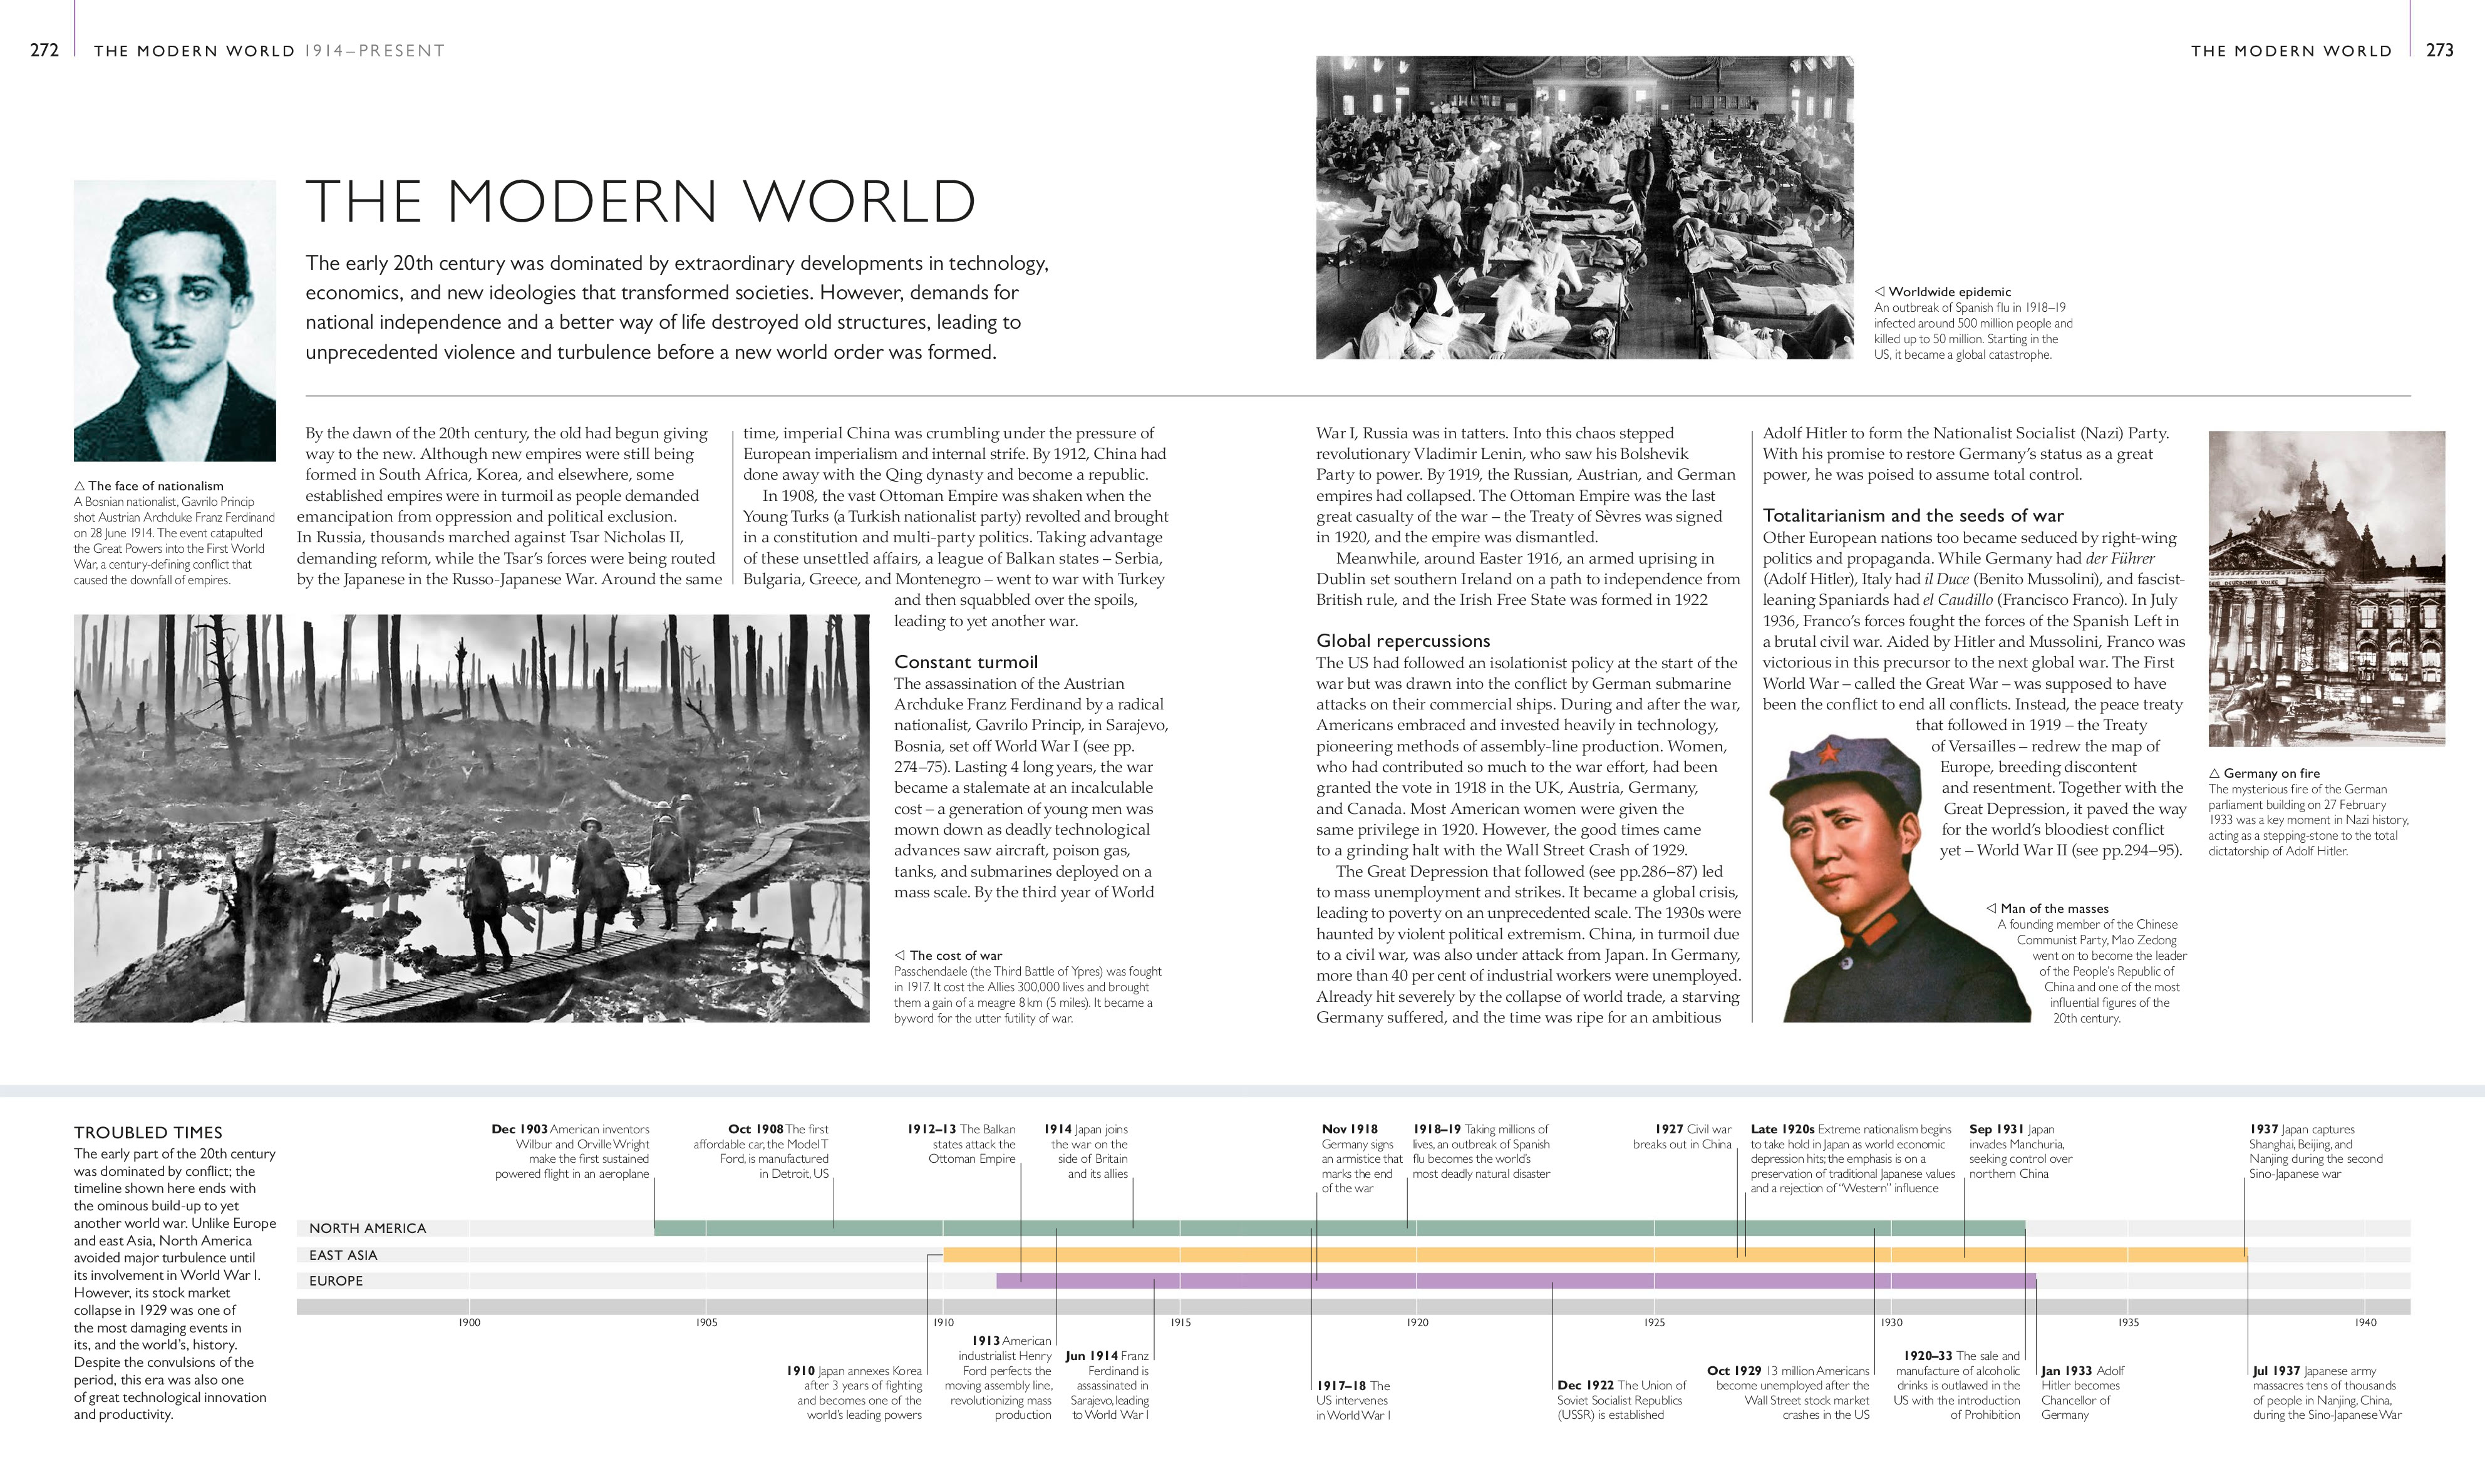 272
THE MODERN WORLD 1914–PRESENT
THE MODERN WORLD
273
THE MODERN WORLD
The early 20th century was dominated by extraordinary developments in technology,
economics, and new ideologies that transformed societies. However, demands for
national independence and a better way of life destroyed old structures, leading to
unprecedented violence and turbulence before a new world order was formed.
◁ Worldwide epidemic
An outbreak of Spanish flu in 1918–19
infected around 500 million people and
killed up to 50 million. Starting in the
US, it became a global catastrophe.
△ The face of nationalism
A Bosnian nationalist, Gavrilo Princip
shot Austrian Archduke Franz Ferdinand
on 28 June 1914. The event catapulted
the Great Powers into the First World
War, a century-defining conflict that
caused the downfall of empires.
By the dawn of the 20th century, the old had begun giving
way to the new. Although new empires were still being
formed in South Africa, Korea, and elsewhere, some
established empires were in turmoil as people demanded
emancipation from oppression and political exclusion.
In Russia, thousands marched against Tsar Nicholas II,
demanding reform, while the Tsar's forces were being routed
by the Japanese in the Russo-Japanese War. Around the same
time, imperial China was crumbling under the pressure of
European imperialism and internal strife. By 1912, China had
done away with the Qing dynasty and become a republic.
In 1908, the vast Ottoman Empire was shaken when the
Young Turks (a Turkish nationalist party) revolted and brought
in a constitution and multi-party politics. Taking advantage
of these unsettled affairs, a league of Balkan states – Serbia,
Bulgaria, Greece, and Montenegro – went to war with Turkey
and then squabbled over the spoils,
leading to yet another war.
Constant turmoil
The assassination of the Austrian
Archduke Franz Ferdinand by a radical
nationalist, Gavrilo Princip, in Sarajevo,
Bosnia, set off World War I (see pp.
274–75). Lasting 4 long years, the war
became a stalemate at an incalculable
cost – a generation of young men was
mown down as deadly technological
advances saw aircraft, poison gas,
tanks, and submarines deployed on a
mass scale. By the third year of World
◁ The cost of war
Passchendaele (the Third Battle of Ypres) was fought
in 1917. It cost the Allies 300,000 lives and brought
them a gain of a meagre 8km (5 miles). It became a
byword for the utter futility of war.
War I, Russia was in tatters. Into this chaos stepped
revolutionary Vladimir Lenin, who saw his Bolshevik
Party to power. By 1919, the Russian, Austrian, and German
empires had collapsed. The Ottoman Empire was the last
great casualty of the war – the Treaty of Sèvres was signed
in 1920, and the empire was dismantled.
Meanwhile, around Easter 1916, an armed uprising in
Dublin set southern Ireland on a path to independence from
British rule, and the Irish Free State was formed in 1922
Global repercussions
The US had followed an isolationist policy at the start of the
war but was drawn into the conflict by German submarine
attacks on their commercial ships. During and after the war,
Americans embraced and invested heavily in technology,
pioneering methods of assembly-line production. Women,
who had contributed so much to the war effort, had been
granted the vote in 1918 in the UK, Austria, Germany,
and Canada. Most American women were given the
same privilege in 1920. However, the good times came
to a grinding halt with the Wall Street Crash of 1929.
The Great Depression that followed (see pp.286–87) led
to mass unemployment and strikes. It became a global crisis,
leading to poverty on an unprecedented scale. The 1930s were
haunted by violent political extremism. China, in turmoil due
to a civil war, was also under attack from Japan. In Germany,
more than 40 per cent of industrial workers were unemployed.
Already hit severely by the collapse of world trade, a starving
Germany suffered, and the time was ripe for an ambitious
Adolf Hitler to form the Nationalist Socialist (Nazi) Party.
With his promise to restore Germany's status as a great
power, he was poised to assume total control.
Totalitarianism and the seeds of war
Other European nations too became seduced by right-wing
politics and propaganda. While Germany had der Führer
(Adolf Hitler), Italy had il Duce (Benito Mussolini), and fascist-
leaning Spaniards had el Caudillo (Francisco Franco). In July
1936, Franco's forces fought the forces of the Spanish Left in
a brutal civil war. Aided by Hitler and Mussolini, Franco was
victorious in this precursor to the next global war. The First
World War – called the Great War – was supposed to have
been the conflict to end all conflicts. Instead, the peace treaty
that followed in 1919 – the Treaty
of Versailles – redrew the map of
Europe, breeding discontent
and resentment. Together with the
Great Depression, it paved the way
for the world's bloodiest conflict
yet – World War II (see pp.294–95).
◁ Man of the masses
A founding member of the Chinese
Communist Party, Mao Zedong
went on to become the leader
of the People's Republic of
China and one of the most
influential figures of the
20th century.
△ Germany on fire
The mysterious fire of the German
parliament building on 27 February
1933 was a key moment in Nazi history,
acting as a stepping-stone to the total
dictatorship of Adolf Hitler.
TROUBLED TIMES
The early part of the 20th century
was dominated by conflict; the
timeline shown here ends with
the ominous build-up to yet
another world war. Unlike Europe
and east Asia, North America
avoided major turbulence until
its involvement in World War I.
However, its stock market
collapse in 1929 was one of
the most damaging events in
its, and the world's, history.
Despite the convulsions of the
period, this era was also one
of great technological innovation
and productivity.
Dec 1903 American inventors
Wilbur and Orville Wright
make the first sustained
powered flight in an aeroplane
Oct 1908 The first
affordable car, the Model T
Ford, is manufactured
in Detroit, US
1912–13 The Balkan
states attack the
Ottoman Empire
1914 Japan joins
the war on the
side of Britain
and its allies
Nov 1918
Germany signs
an armistice that
marks the end
of the war
1918–19 Taking millions of
lives, an outbreak of Spanish
flu becomes the world's
most deadly natural disaster
1927 Civil war
breaks out in China
Late 1920s Extreme nationalism begins
to take hold in Japan as world economic
depression hits; the emphasis is on a
preservation of traditional Japanese values
and a rejection of "Western" influence
Sep 1931 Japan
invades Manchuria,
seeking control over
northern China
1937 Japan captures
Shanghai, Beijing, and
Nanjing during the second
Sino-Japanese war
NORTH AMERICA
EAST ASIA
EUROPE
1900
1905
1910
1915
1920
1925
1930
1935
1940
1910 Japan annexes Korea
after 3 years of fighting
and becomes one of the
world's leading powers
1913 American
industrialist Henry
Ford perfects the
moving assembly line,
revolutionizing mass
production
Jun 1914 Franz
Ferdinand is
assassinated in
Sarajevo, leading
to World War I
1917–18 The
US intervenes
in World War I
Dec 1922 The Union of
Soviet Socialist Republics
(USSR) is established
Oct 1929 13 million Americans
become unemployed after the
Wall Street stock market
crashes in the US
1920–33 The sale and
manufacture of alcoholic
drinks is outlawed in the
US with the introduction
of Prohibition
Jan 1933 Adolf
Hitler becomes
Chancellor of
Germany
Jul 1937 Japanese army
massacres tens of thousands
of people in Nanjing, China,
during the Sino-Japanese War